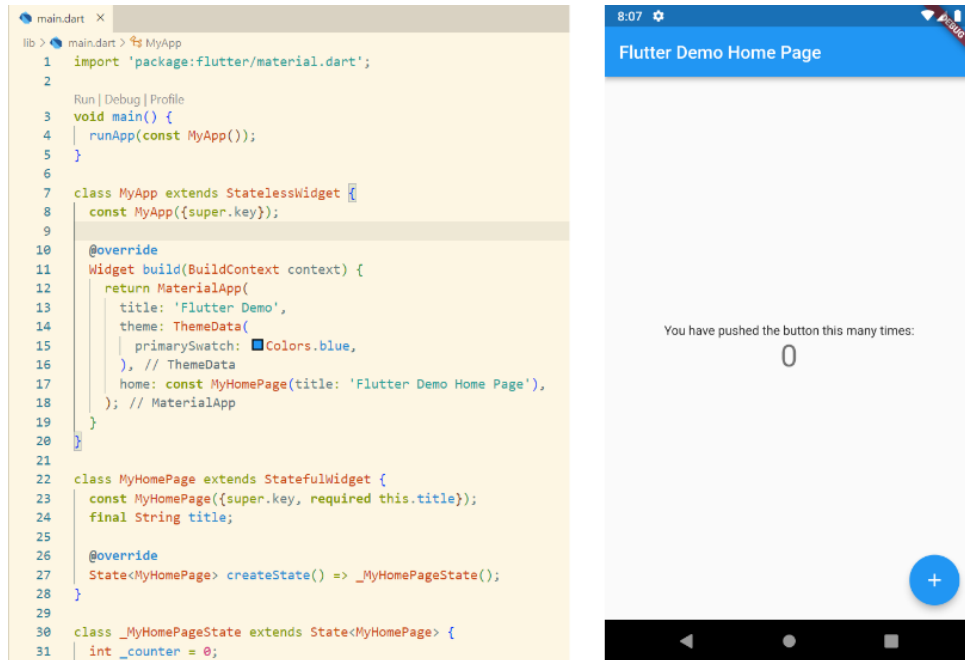 main.dart ×
lib > main.dart > MyApp
1 import 'package:flutter/material.dart';
2
Run | Debug | Profile
3 void main() {
4 runApp(const MyApp());
5 }
6
7 class MyApp extends StatelessWidget {
8 const MyApp({super.key});
9
10 @override
11 Widget build(BuildContext context) {
12 return MaterialApp(
13 title: 'Flutter Demo',
14 theme: ThemeData(
15 primarySwatch: Colors.blue,
16 ), // ThemeData
17 home: const MyHomePage(title: 'Flutter Demo Home Page'),
18 ); // MaterialApp
19 }
20 }
21
22 class MyHomePage extends StatefulWidget {
23 const MyHomePage({super.key, required this.title});
24 final String title;
25
26 @override
27 State<MyHomePage> createState() => _MyHomePageState();
28 }
29
30 class _MyHomePageState extends State<MyHomePage> {
31 int _counter = 0;
8:07
DEBUG
Flutter Demo Home Page
You have pushed the button this many times:
0
+